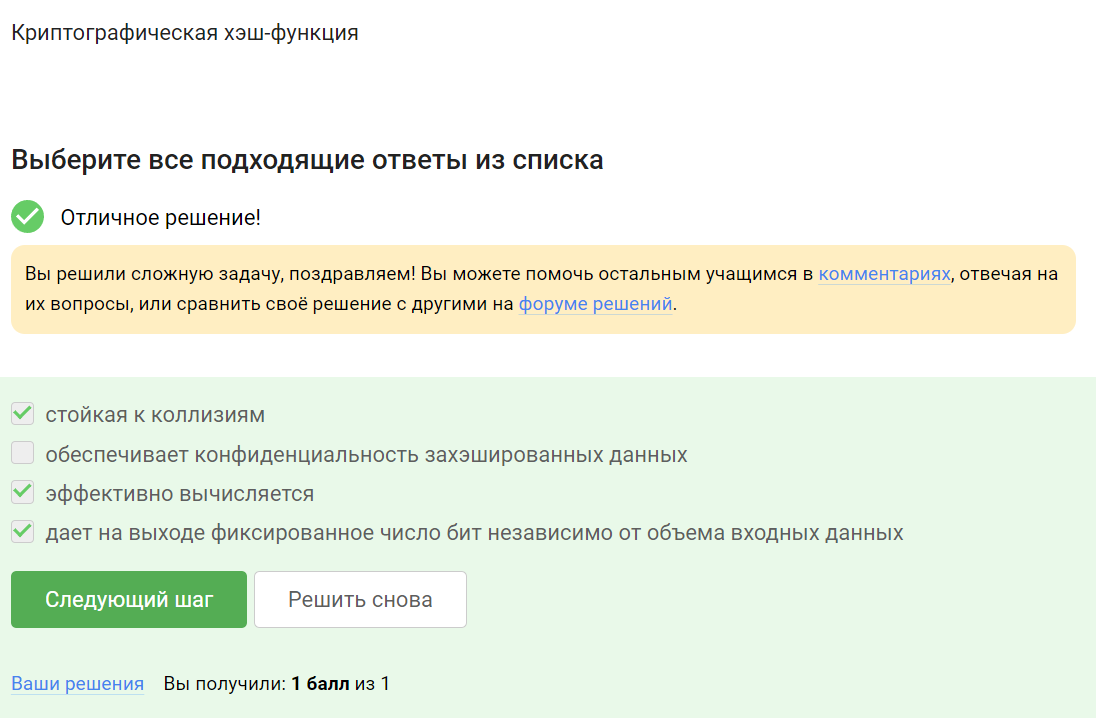 Криптографическая хэш-функция
Выберите все подходящие ответы из списка
Отличное решение!
Вы решили сложную задачу, поздравляем! Вы можете помочь остальным учащимся в комментариях, отвечая на
их вопросы, или сравнить своё решение с другими на форуме решений.
стойкая к коллизиям
обеспечивает конфиденциальность захэшированных данных
эффективно вычисляется
дает на выходе фиксированное число бит независимо от объема входных данных
Следующий шаг Решить снова
Ваши решения Вы получили: 1 балл из 1